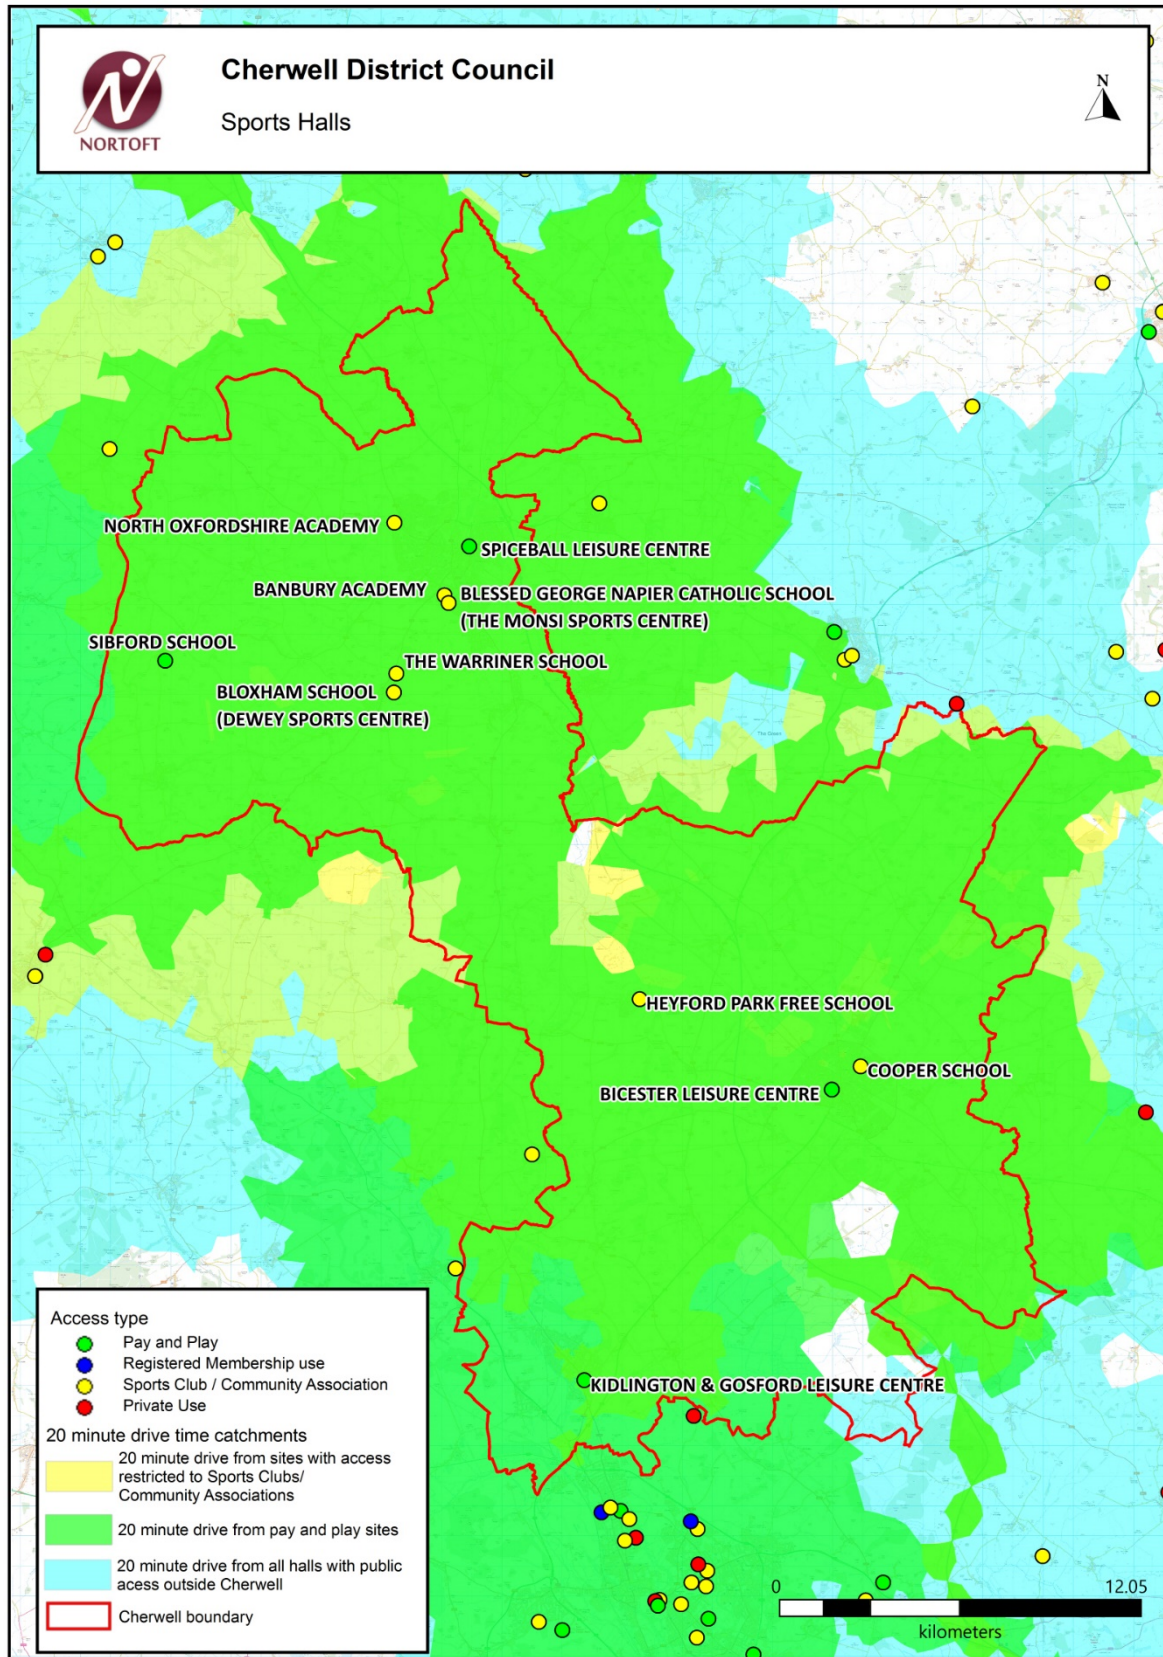 Cherwell District Council
Sports Halls
NORTOFT
N
NORTH OXFORDSHIRE ACADEMY
SPICEBALL LEISURE CENTRE
BANBURY ACADEMY
BLESSED GEORGE NAPIER CATHOLIC SCHOOL
(THE MONSI SPORTS CENTRE)
SIBFORD SCHOOL
THE WARRINER SCHOOL
BLOXHAM SCHOOL
(DEWEY SPORTS CENTRE)
HEYFORD PARK FREE SCHOOL
COOPER SCHOOL
BICESTER LEISURE CENTRE
KIDLINGTON & GOSFORD LEISURE CENTRE
Access type
Pay and Play
Registered Membership use
Sports Club / Community Association
Private Use
20 minute drive time catchments
20 minute drive from sites with access
restricted to Sports Clubs/
Community Associations
20 minute drive from pay and play sites
20 minute drive from all halls with public
acess outside Cherwell
Cherwell boundary
0 12.05
kilometers